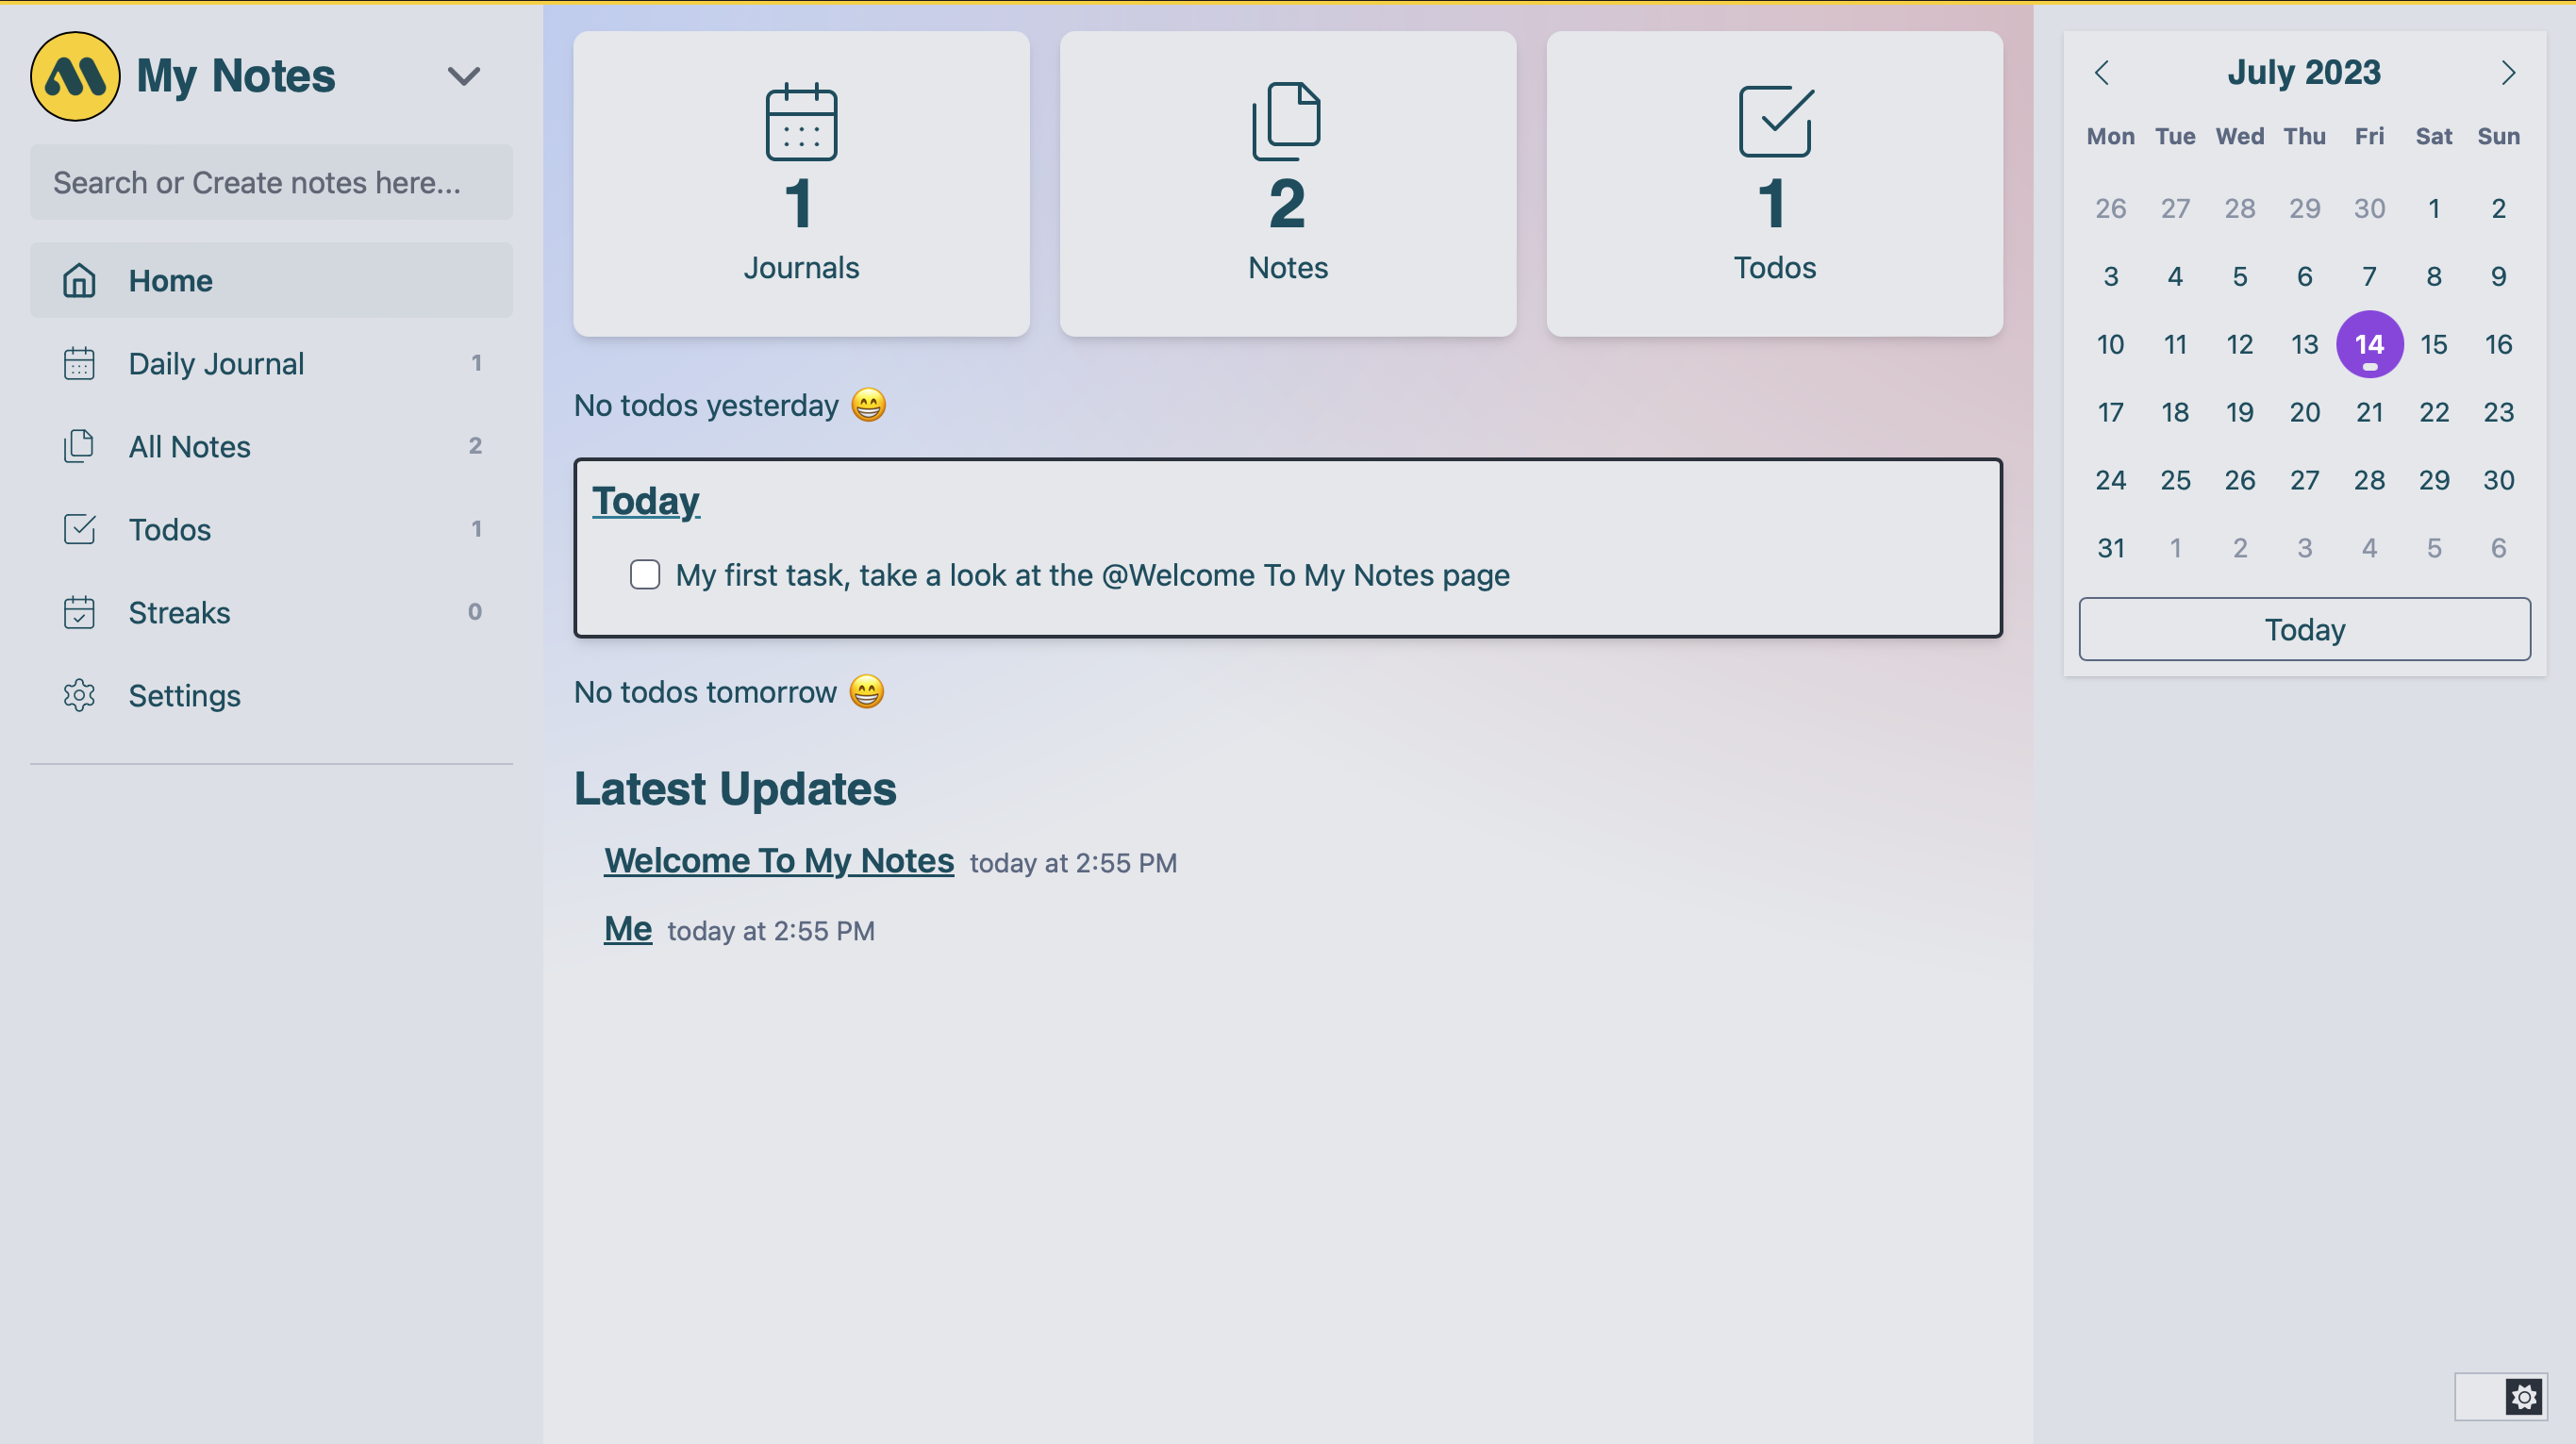 My Notes
Search or Create notes here...
Home
Daily Journal 1
All Notes 2
Todos 1
Streaks 0
Settings
1
Journals
2
Notes
1
Todos
No todos yesterday 😁
Today
My first task, take a look at the @Welcome To My Notes page
No todos tomorrow 😁
Latest Updates
Welcome To My Notes today at 2:55 PM
Me today at 2:55 PM
July 2023
Mon Tue Wed Thu Fri Sat Sun
26 27 28 29 30 1 2
3 4 5 6 7 8 9
10 11 12 13 14 15 16
17 18 19 20 21 22 23
24 25 26 27 28 29 30
31 1 2 3 4 5 6
Today